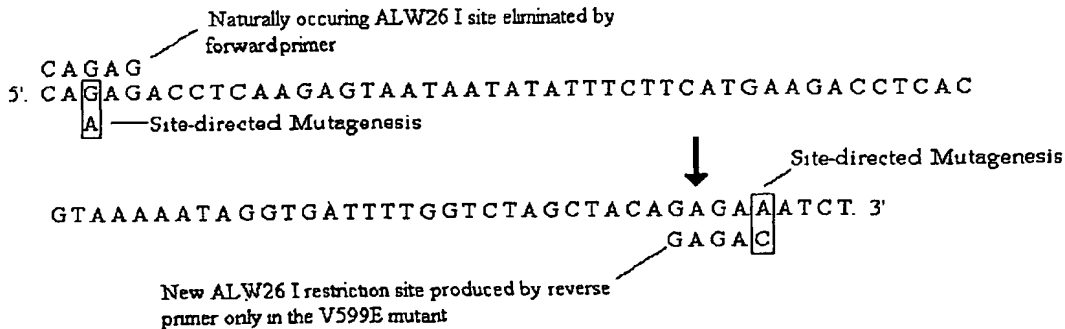 Naturally occuring ALW26 I site eliminated by
forward primer
C A G A G
5'. C A G A G A C C T C A A G A G T A A T A A T A T A T T T C T T C A T G A A G A C C T C A C
A Site-directed Mutagenesis
Site-directed Mutagenesis
G T A A A A A T A G G T G A T T T T G G T C T A G C T A C A G A G A A A T C T. 3'
G A G A C
New ALW26 I restriction site produced by reverse
primer only in the V599E mutant